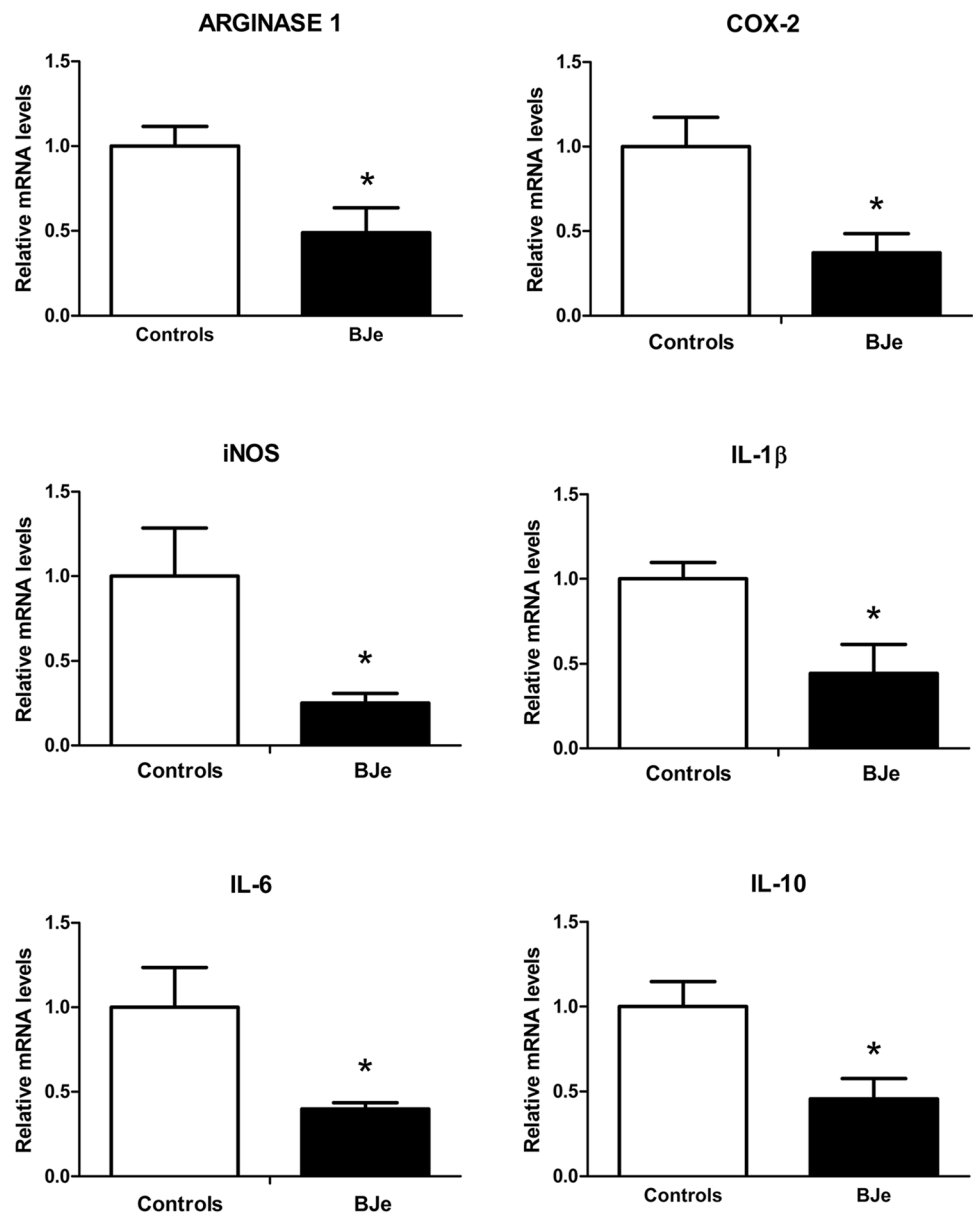 ARGINASE 1
Relative mRNA levels
1.5
1.0
0.5
0.0
*
Controls BJe
COX-2
Relative mRNA levels
1.5
1.0
0.5
0.0
*
Controls BJe
iNOS
Relative mRNA levels
1.5
1.0
0.5
0.0
*
Controls BJe
IL-1β
Relative mRNA levels
1.5
1.0
0.5
0.0
*
Controls BJe
IL-6
Relative mRNA levels
1.5
1.0
0.5
0.0
*
Controls BJe
IL-10
Relative mRNA levels
1.5
1.0
0.5
0.0
*
Controls BJe